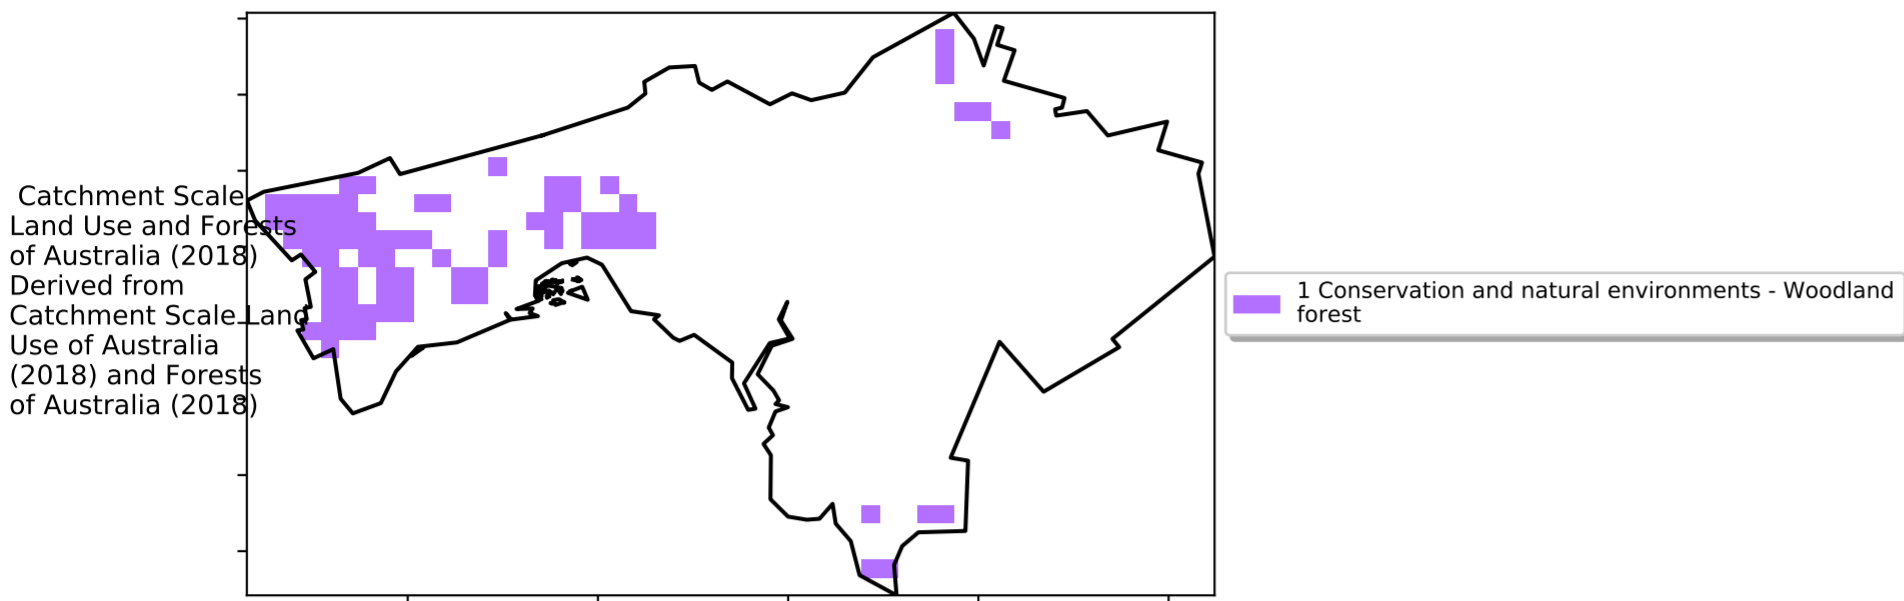 Catchment Scale
Land Use and Forests
of Australia (2018)
Derived from
Catchment Scale Land
Use of Australia
(2018) and Forests
of Australia (2018)
1 Conservation and natural environments - Woodland
forest